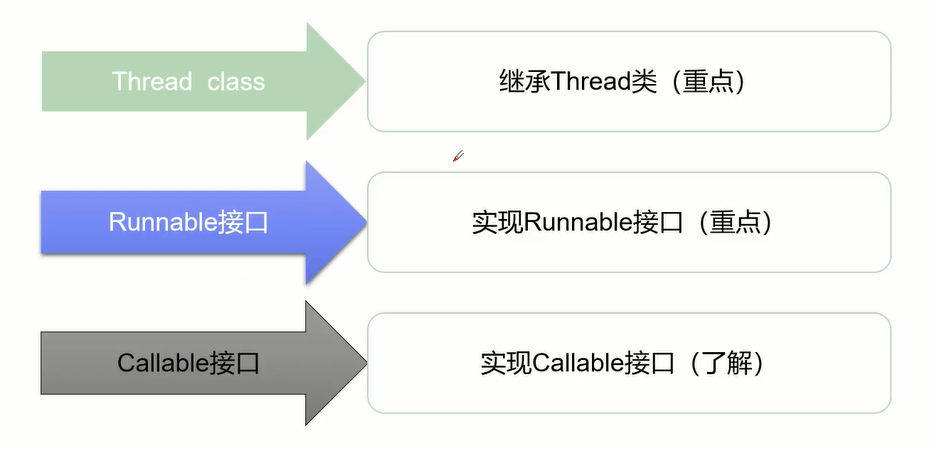 Thread class
继承Thread类（重点）
Runnable接口
实现Runnable接口（重点）
Callable接口
实现Callable接口（了解）